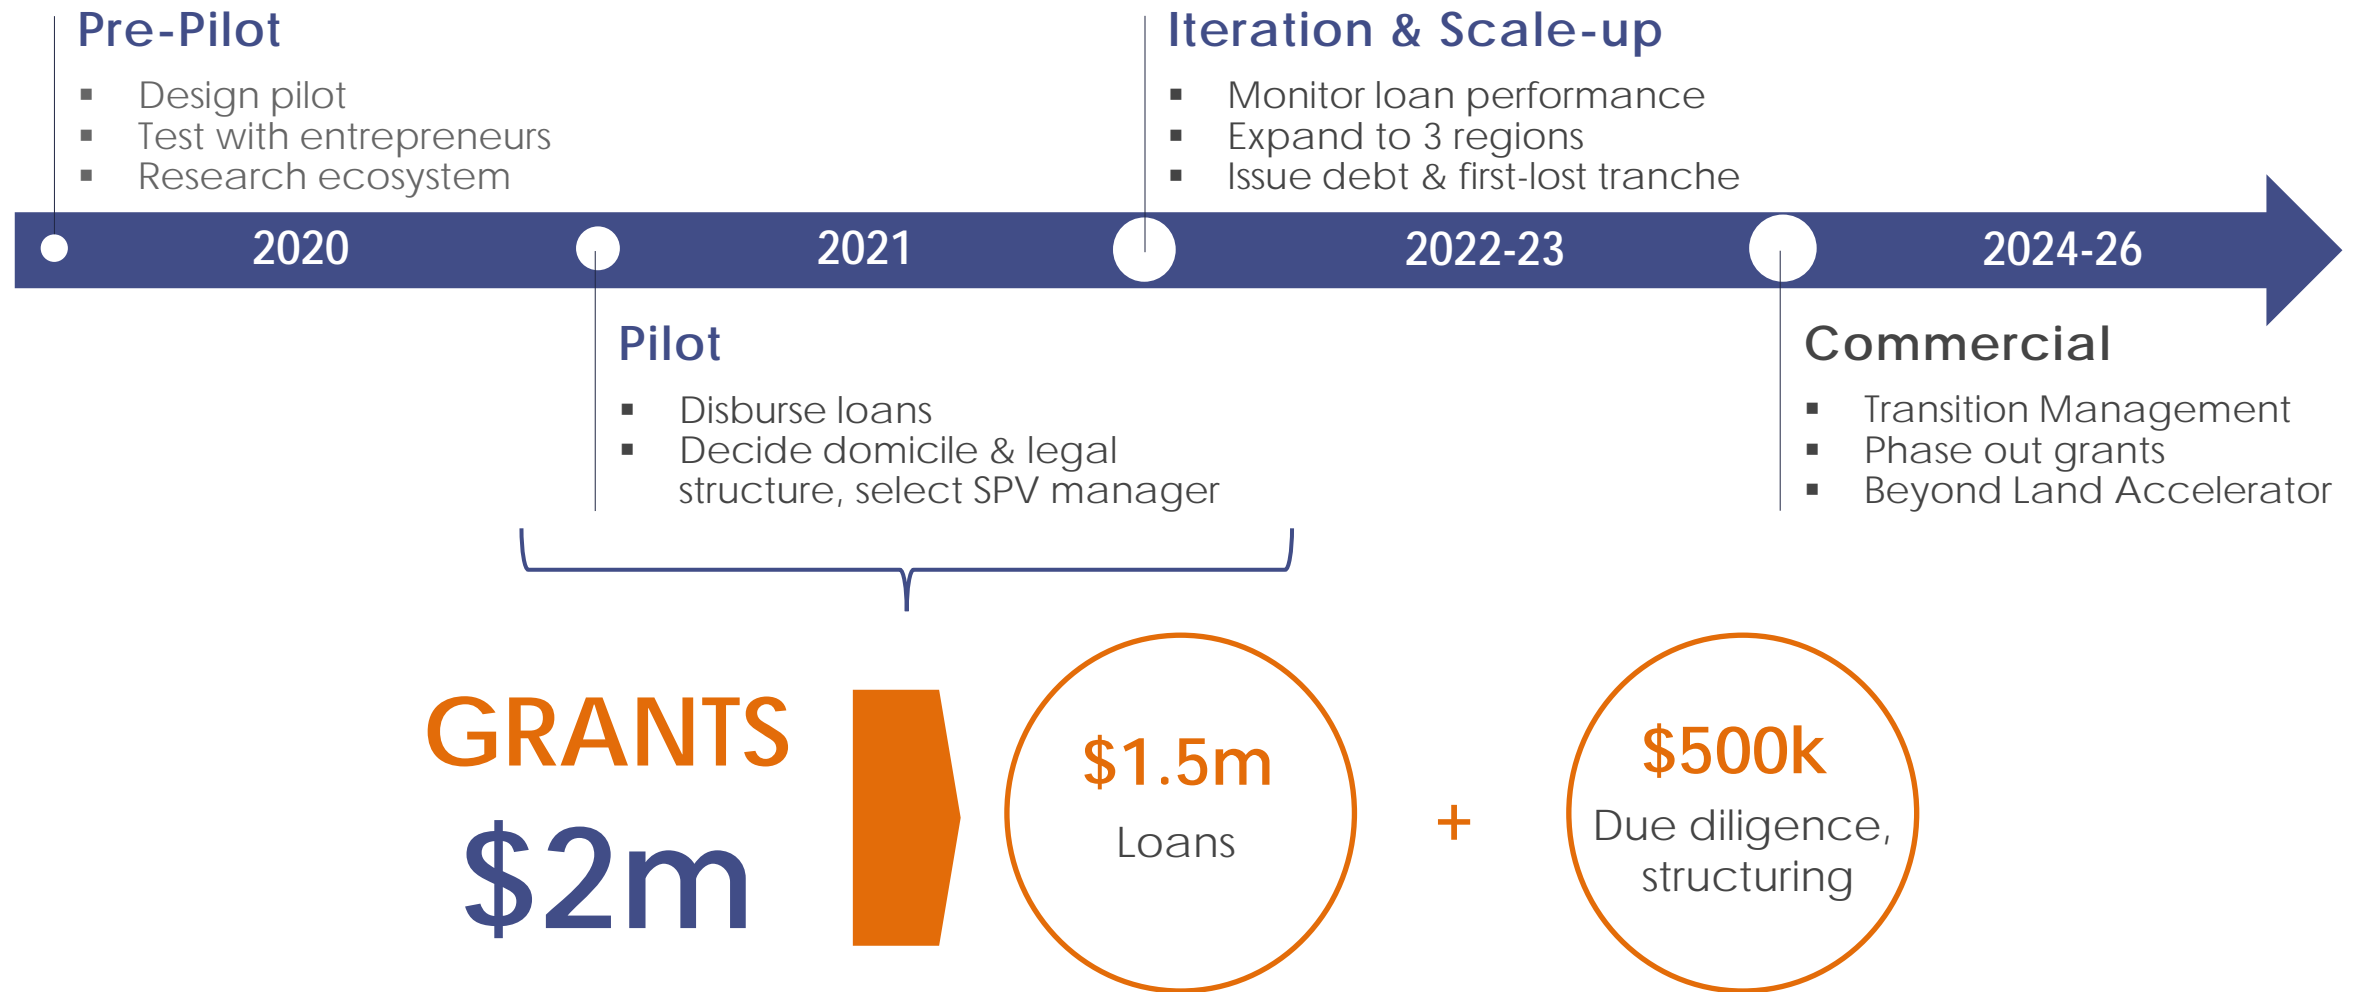 Pre-Pilot
▪ Design pilot
▪ Test with entrepreneurs
▪ Research ecosystem
Iteration & Scale-up
▪ Monitor loan performance
▪ Expand to 3 regions
▪ Issue debt & first-lost tranche
2020
2021
2022-23
2024-26
Pilot
▪ Disburse loans
▪ Decide domicile & legal
structure, select SPV manager
Commercial
▪ Transition Management
▪ Phase out grants
▪ Beyond Land Accelerator
GRANTS
$2m
$1.5m
Loans
+
$500k
Due diligence,
structuring